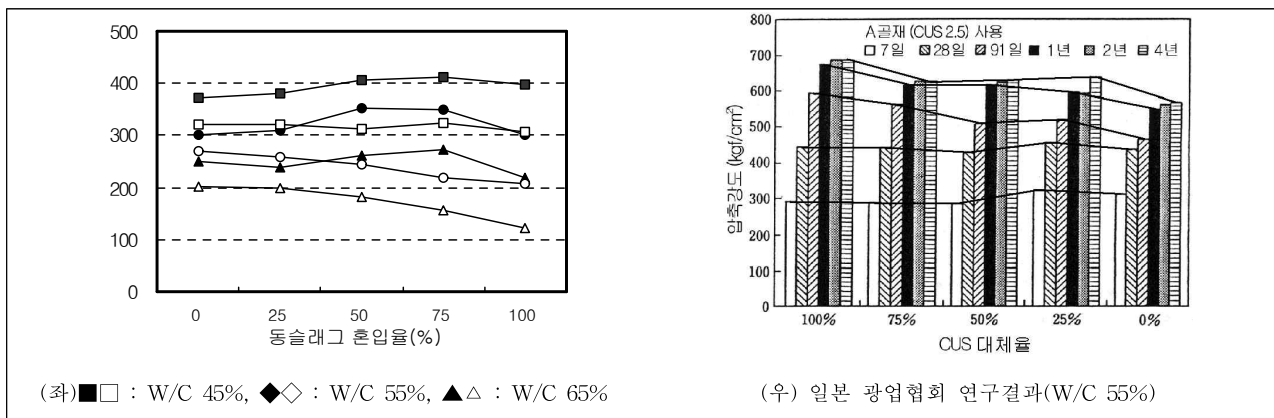 500
400
300
200
100
0
0 25 50 75 100
동슬래그 혼입율(%)
(좌)■□ : W/C 45%, ◆◇ : W/C 55%, ▲△ : W/C 65%
800
700
600
500
400
300
200
100
0
압축강도 (kgf/cm²)
A골재 (CUS 2.5) 사용
7일 28일 91일 1년 2년 4년
100% 75% 50% 25% 0%
CUS 대체율
(우) 일본 광업협회 연구결과(W/C 55%)